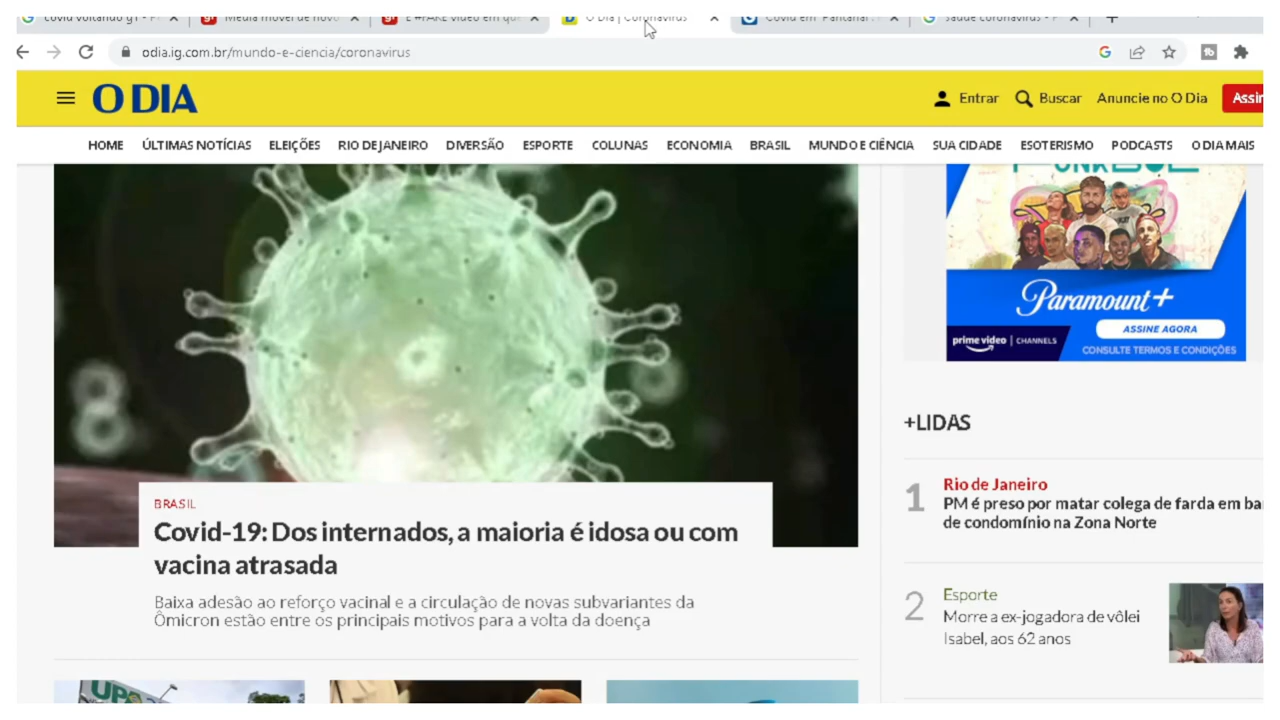 odia.ig.com.br/mundo-e-ciencia/coronavirus
O DIA
Entrar
Buscar
Anuncie no O Dia
HOME
ÚLTIMAS NOTÍCIAS
ELEIÇÕES
RIO DE JANEIRO
DIVERSÃO
ESPORTE
COLUNAS
ECONOMIA
BRASIL
MUNDO E CIÊNCIA
SUA CIDADE
ESOTERISMO
PODCASTS
O DIA MAIS
Paramount+
ASSINE AGORA
prime video | CHANNELS
CONSULTE TERMOS E CONDIÇÕES
BRASIL
Covid-19: Dos internados, a maioria é idosa ou com
vacina atrasada
Baixa adesão ao reforço vacinal e a circulação de novas subvariantes da
Ômicron estão entre os principais motivos para a volta da doença
UPA
+LIDAS
1
Rio de Janeiro
PM é preso por matar colega de farda em
de condomínio na Zona Norte
2
Esporte
Morre a ex-jogadora de vôlei
Isabel, aos 62 anos